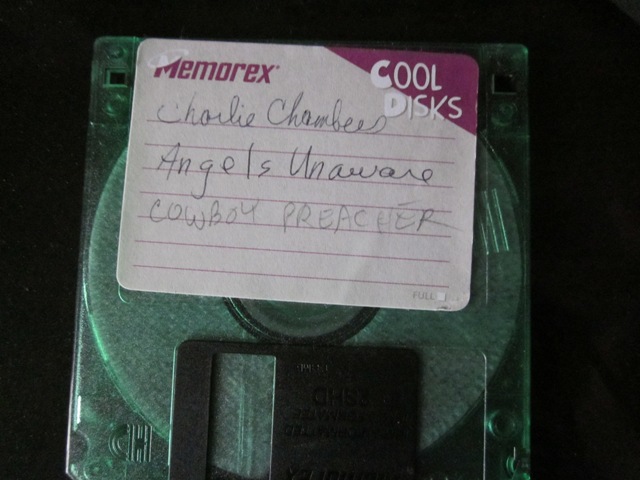 Memorex
COOL
DISKS
Charlie Chambers
Angels Unaware
COWBOY PREACHER
FULL